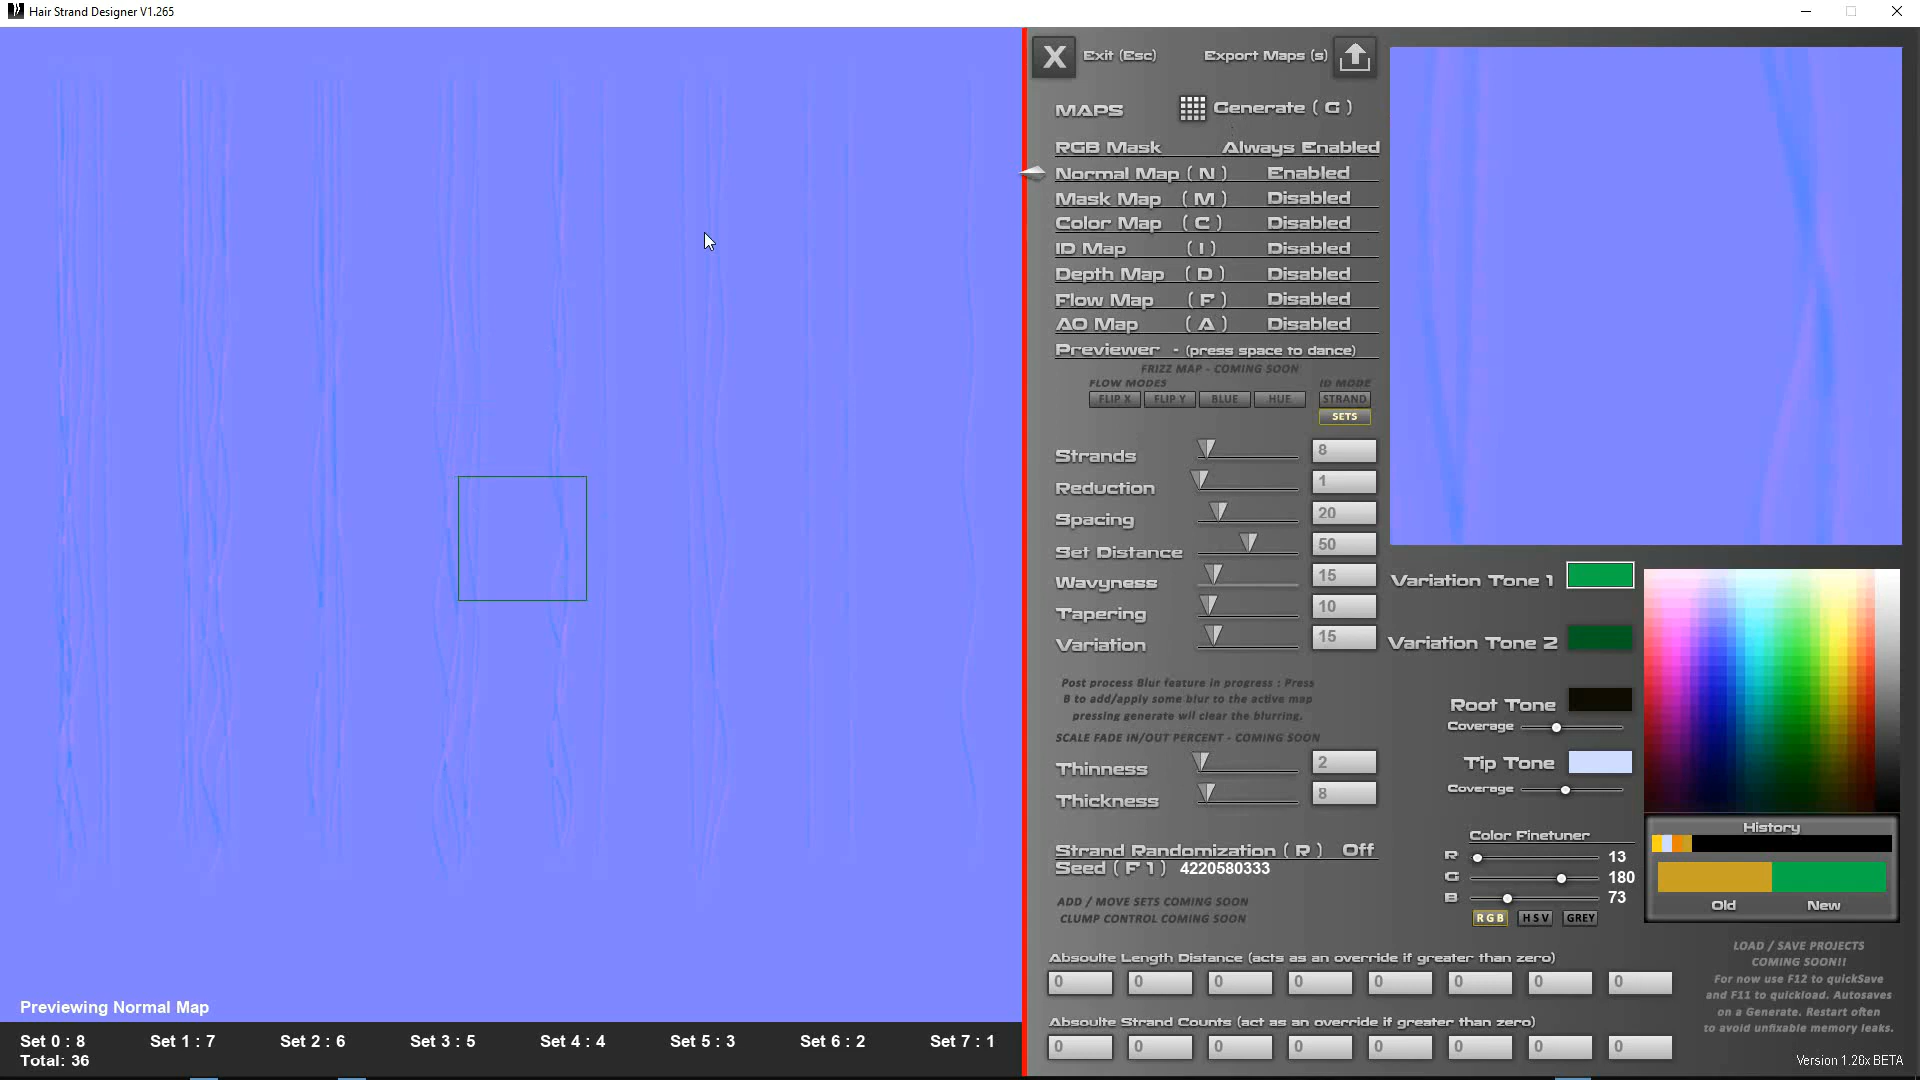 Hair Strand Designer V1.265
X Exit (Esc) Export Maps (s)
MAPS Generate ( G )
RGB Mask Always Enabled
Normal Map ( N ) Enabled
Mask Map ( M ) Disabled
Color Map ( C ) Disabled
ID Map ( I ) Disabled
Depth Map ( D ) Disabled
Flow Map ( F ) Disabled
AO Map ( A ) Disabled
Previewer - (press space to dance)
FRIZZ MAP - COMING SOON
FLOW MODES ID MODE
FLIP X FLIP Y BLUE HUE STRAND
SETS
Strands 8
Reduction 1
Spacing 20
Set Distance 50
Wavyness 15
Tapering 10
Variation 15
Post process Blur feature in progress : Press
B to add/apply some blur to the active map
pressing generate wil clear the blurring.
SCALE FADE IN/OUT PERCENT - COMING SOON
Thinness 2
Thickness 8
Strand Randomization ( R ) Off
Seed ( F1 ) 4220580333
ADD / MOVE SETS COMING SOON
CLUMP CONTROL COMING SOON
Variation Tone 1
Variation Tone 2
Root Tone
Coverage
Tip Tone
Coverage
Color Finetuner
R 13
G 180
B 73
RGB HSV GREY
History
Old New
Absoulte Length Distance (acts as an override if greater than zero)
0 0 0 0 0 0 0 0
Absoulte Strand Counts (act as an override if greater than zero)
0 0 0 0 0 0 0 0
LOAD / SAVE PROJECTS
COMING SOON!!
For now use F12 to quickSave
and F11 to quickload. Autosaves
on a Generate. Restart often
to avoid unfixable memory leaks.
Version 1.26x BETA
Previewing Normal Map
Set 0 : 8 Set 1 : 7 Set 2 : 6 Set 3 : 5 Set 4 : 4 Set 5 : 3 Set 6 : 2 Set 7 : 1
Total: 36